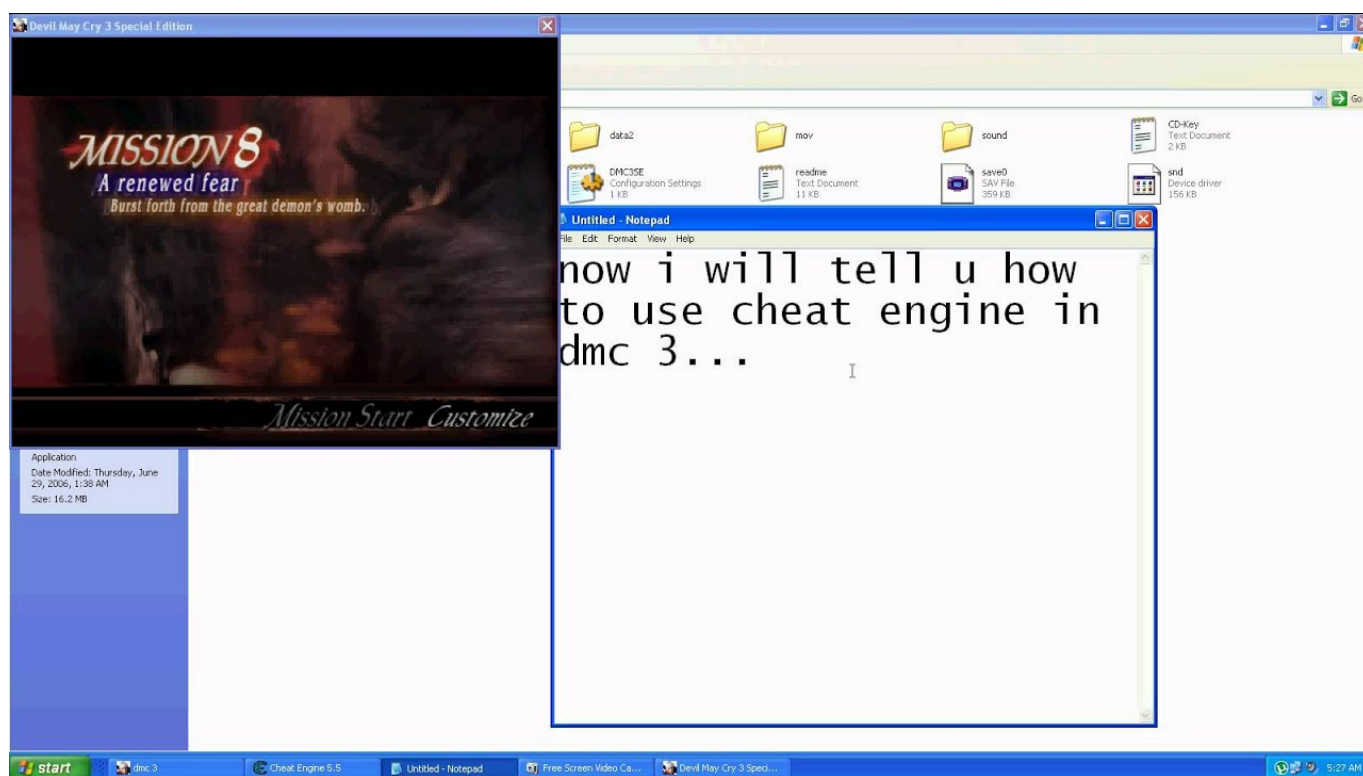 Devil May Cry 3 Special Edition
MISSION 8
A renewed fear
Burst forth from the great demon's womb.
Mission Start Customize
Go
data2
mov
sound
CD-Key
Text Document
2 KB
DMC3SE
Configuration Settings
1 KB
readme
Text Document
11 KB
save0
SAV File
359 KB
snd
Device driver
156 KB
Untitled - Notepad
File Edit Format View Help
now i will tell u how
to use cheat engine in
dmc 3...
Application
Date Modified: Thursday, June
29, 2006, 1:38 AM
Size: 16.2 MB
start
dmc 3
Cheat Engine 5.5
Untitled - Notepad
Free Screen Video Ca...
Devil May Cry 3 Speci...
5:27 AM